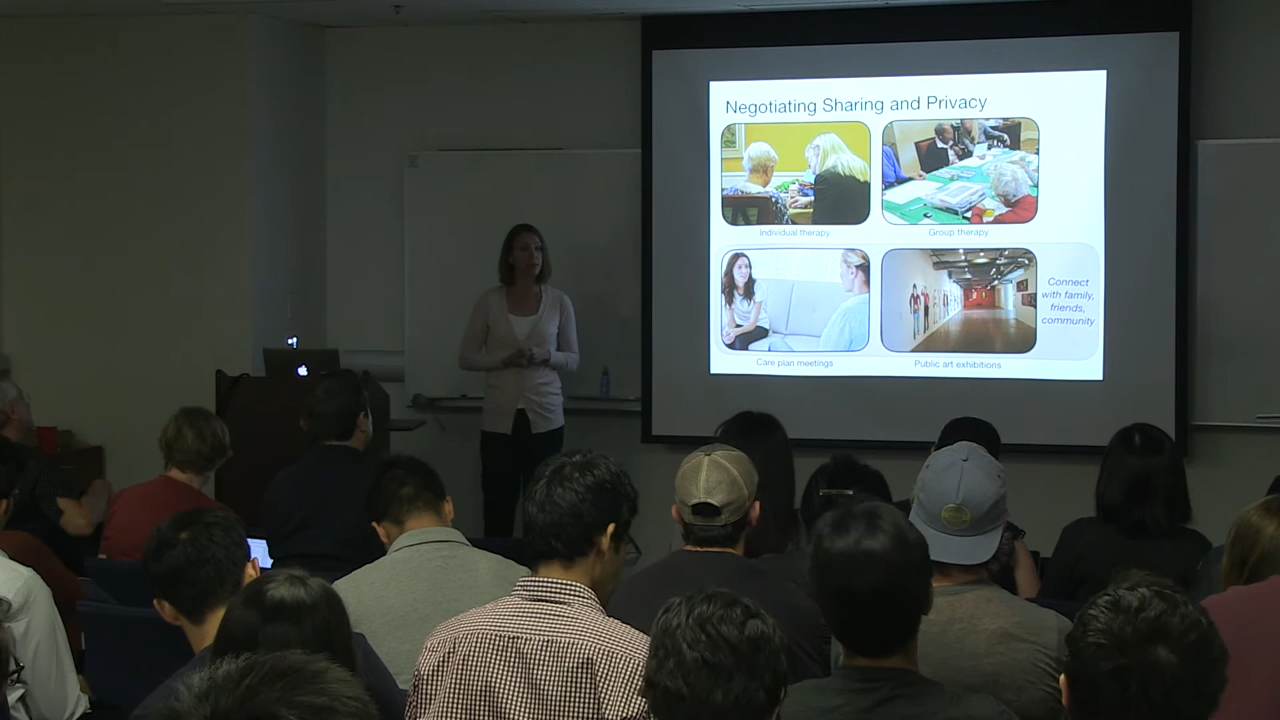 Negotiating Sharing and Privacy
Individual therapy
Group therapy
Care plan meetings
Public art exhibitions
Connect
with family,
friends,
community